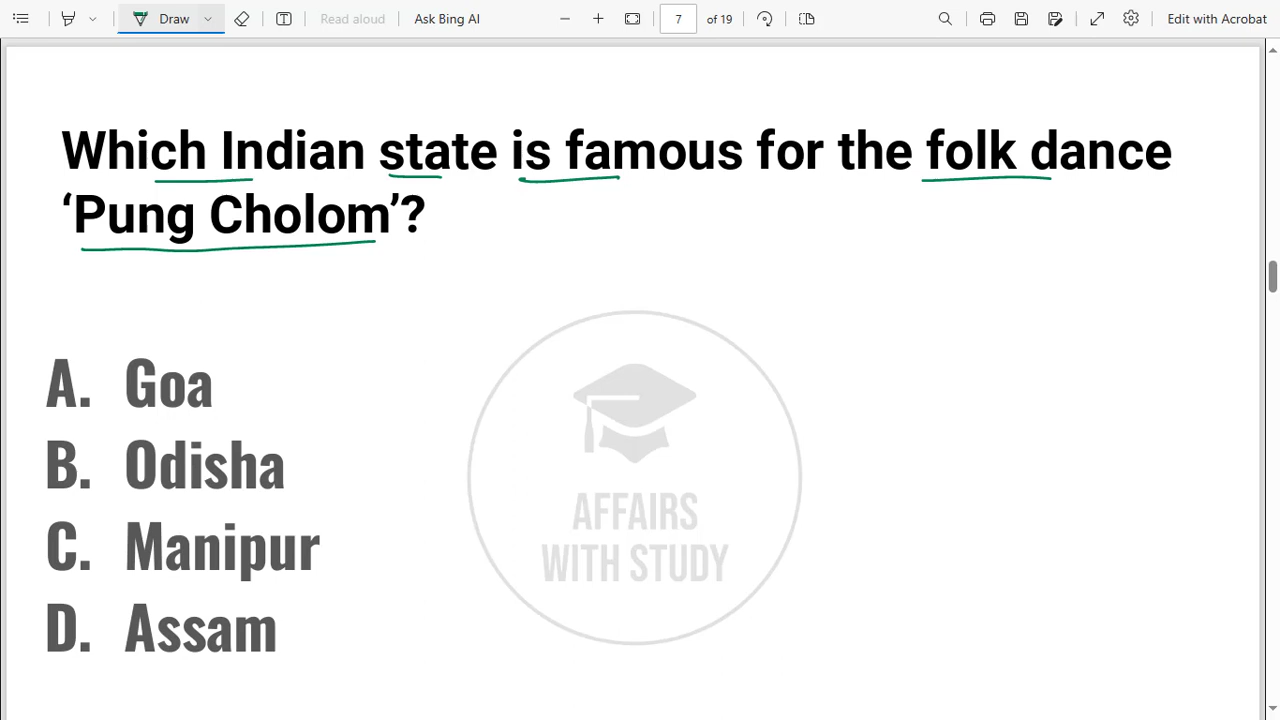 Draw
Read aloud
Ask Bing AI
7
of 19
Edit with Acrobat
Which Indian state is famous for the folk dance
‘Pung Cholom’?
A. Goa
B. Odisha
C. Manipur
D. Assam
AFFAIRS
WITH STUDY